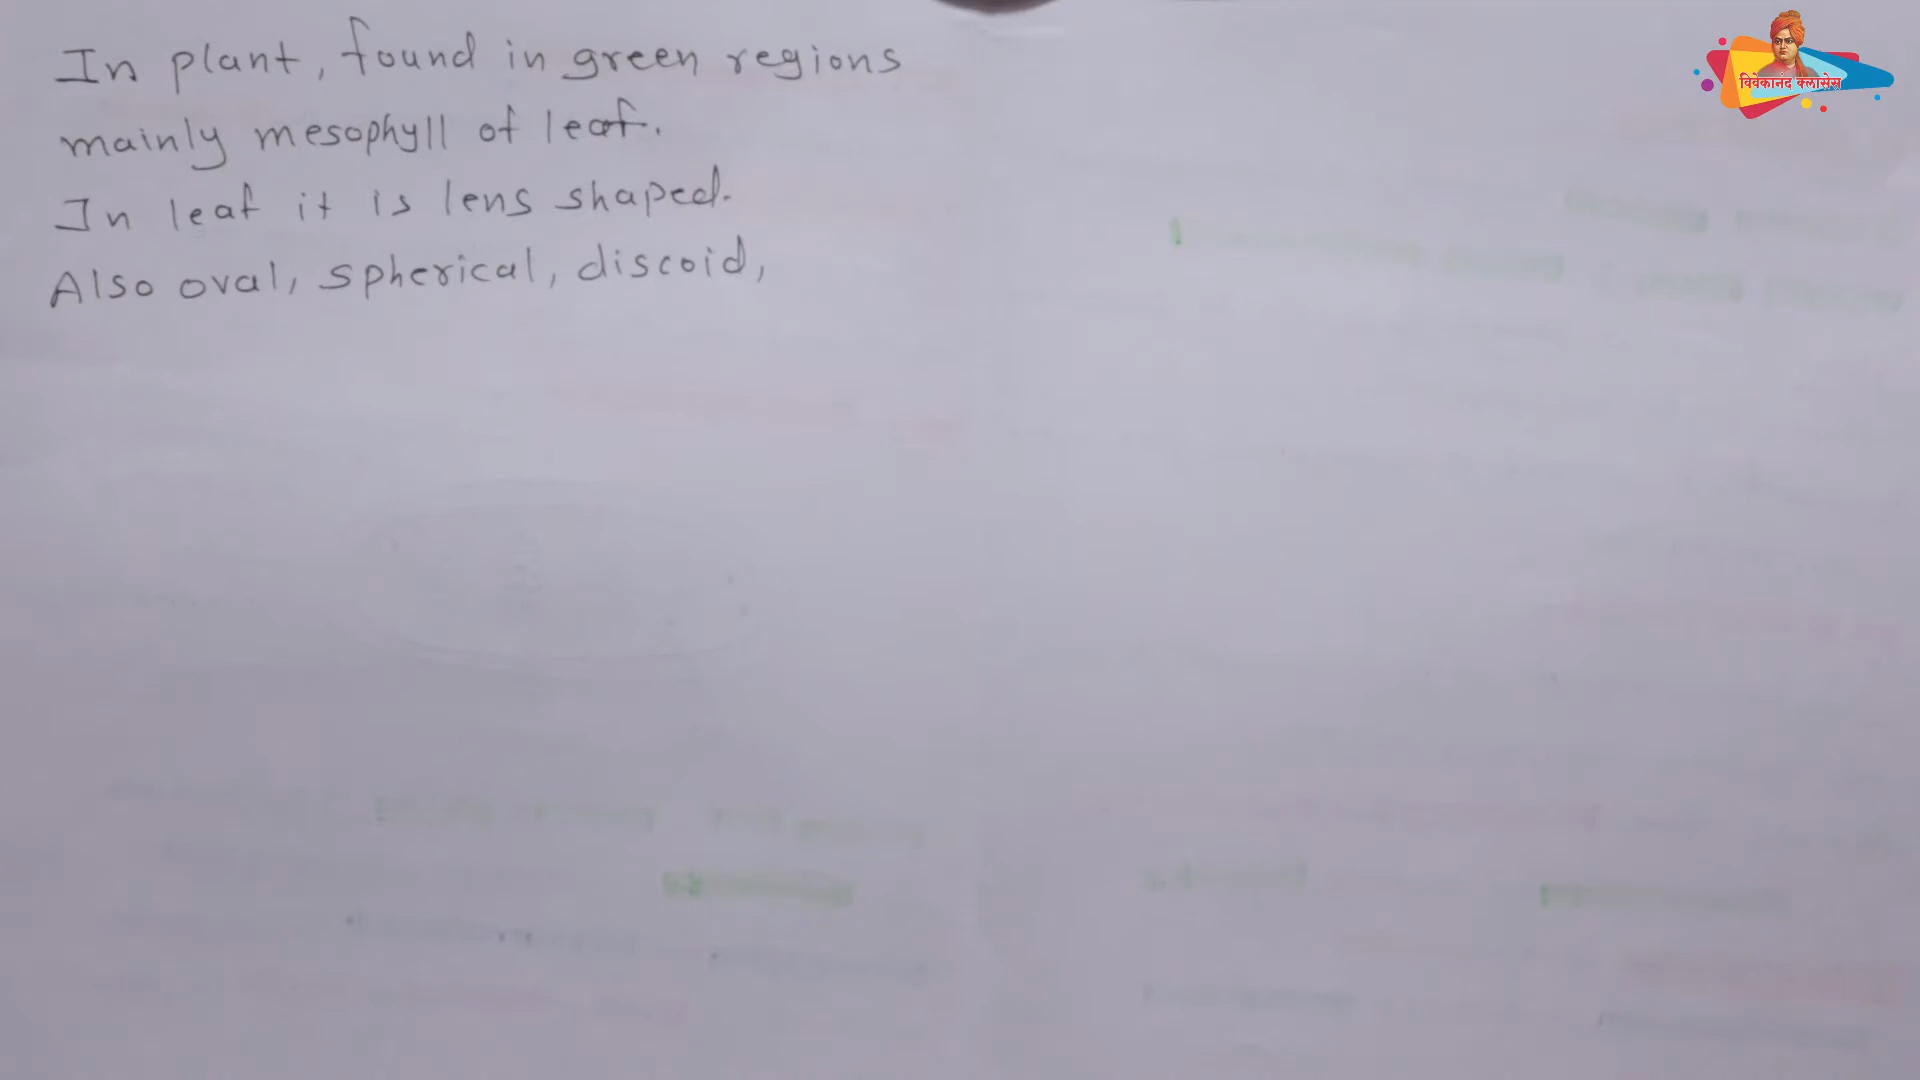 In plant, found in green regions
mainly mesophyll of leaf.
In leaf it is lens shaped.
Also oval, spherical, discoid,
विवेकानंद क्लासेस